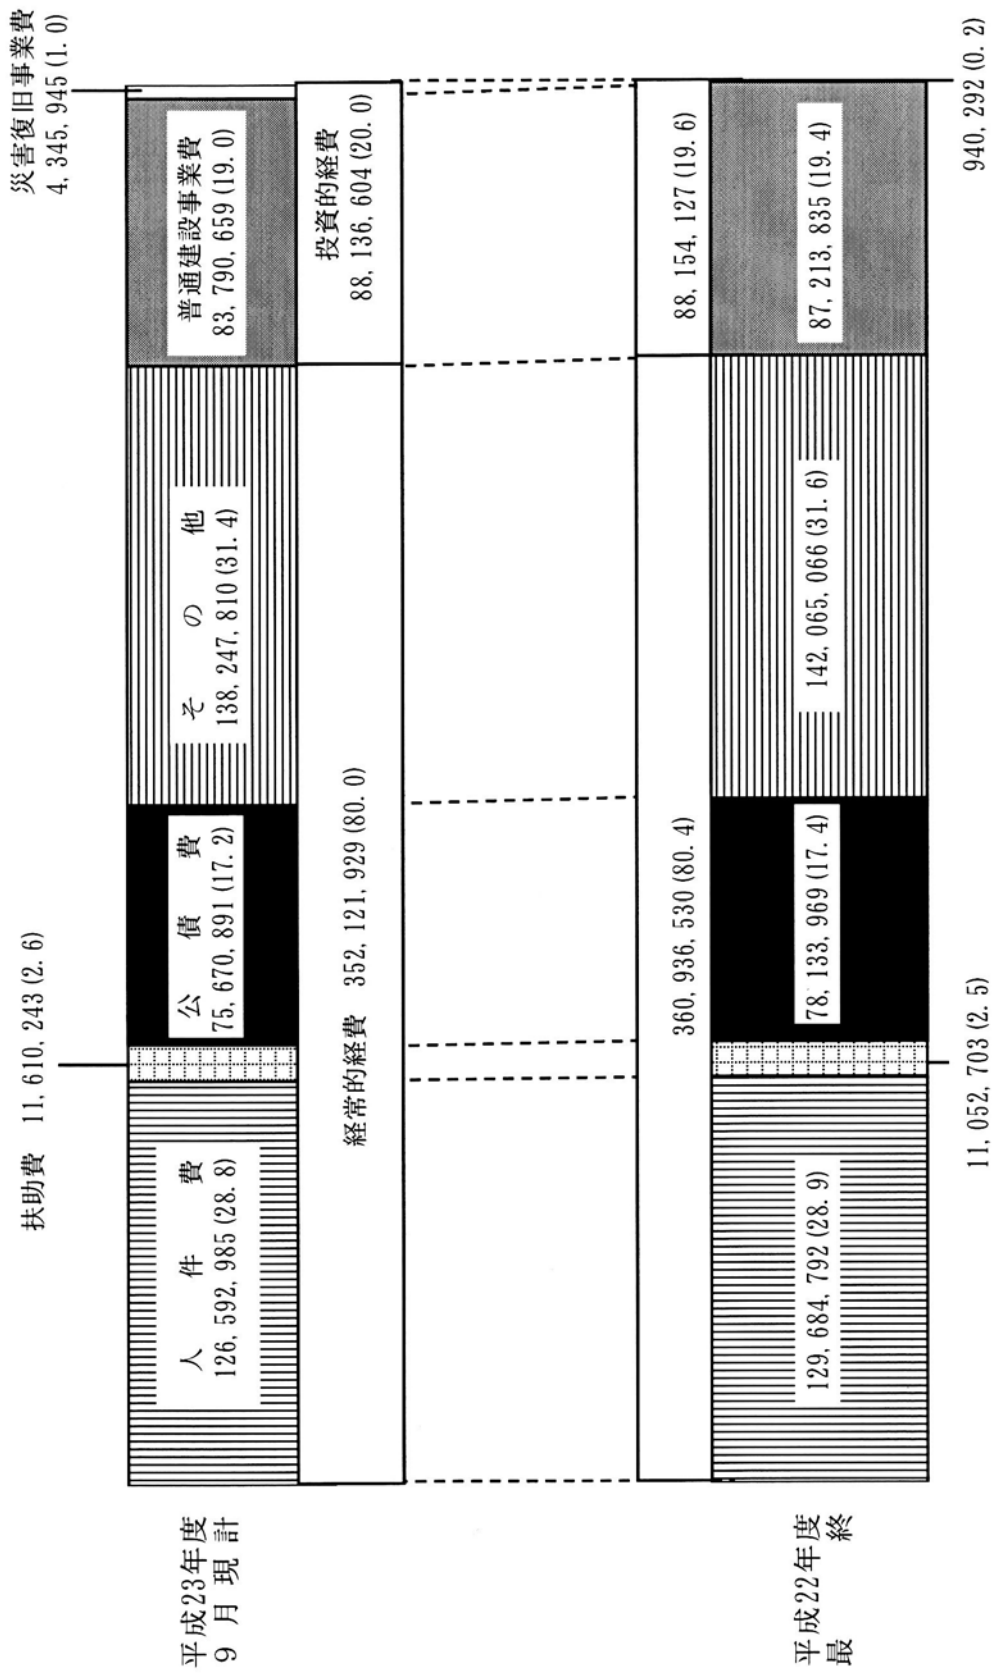 扶助費 11,610,243(2.6)
災害復旧事業費
4,345,945(1.0)
平成23年度
9月現計
人件費
126,592,985(28.8)
公債費
75,670,891(17.2)
その他
138,247,810(31.4)
普通建設事業費
83,790,659(19.0)
経常的経費 352,121,929(80.0)
投資的経費
88,136,604(20.0)
360,936,530(80.4)
88,154,127(19.6)
平成22年度
最終
129,684,792(28.9)
78,133,969(17.4)
142,065,066(31.6)
87,213,835(19.4)
11,052,703(2.5)
940,292(0.2)